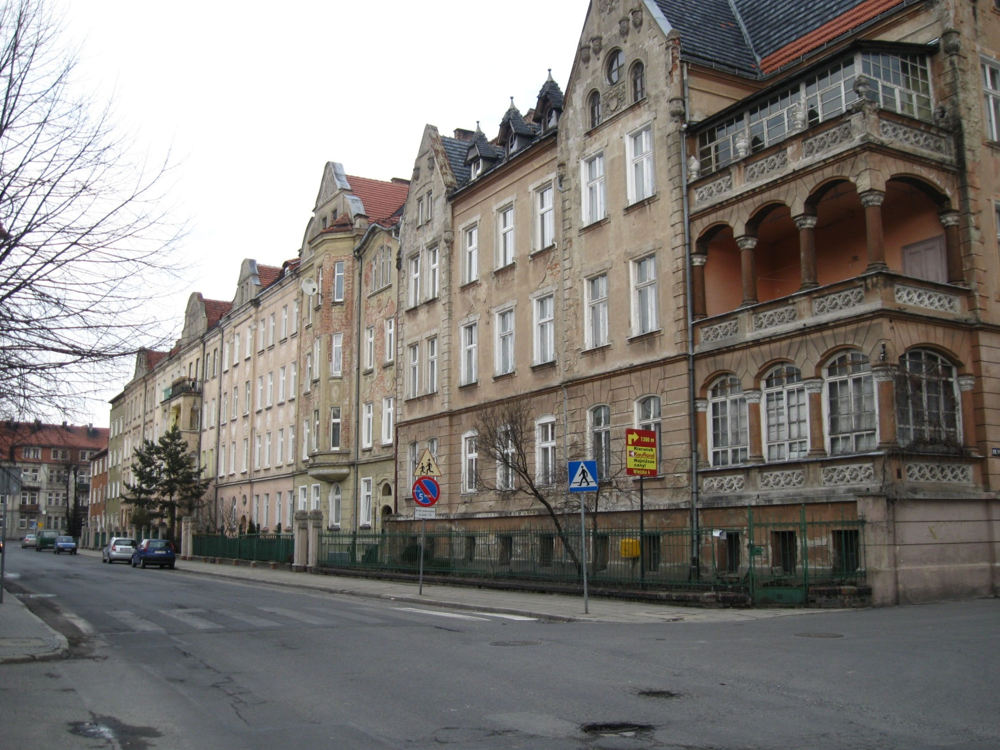 1300 m
Kierunek
Kaufland
Najniższe
ceny!
Wiejska 4
5 min.